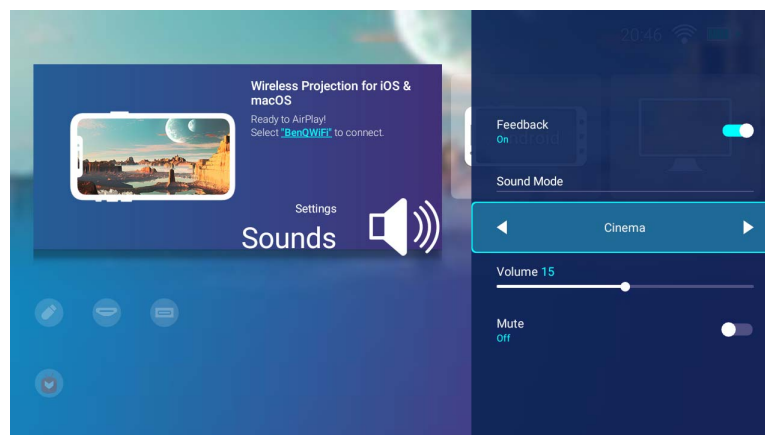 20:46
Wireless Projection for iOS &
macOS
Ready to AirPlay!
Select "BenQWiFi" to connect.
Settings
Sounds
Feedback
On
Sound Mode
Cinema
Volume 15
Mute
Off